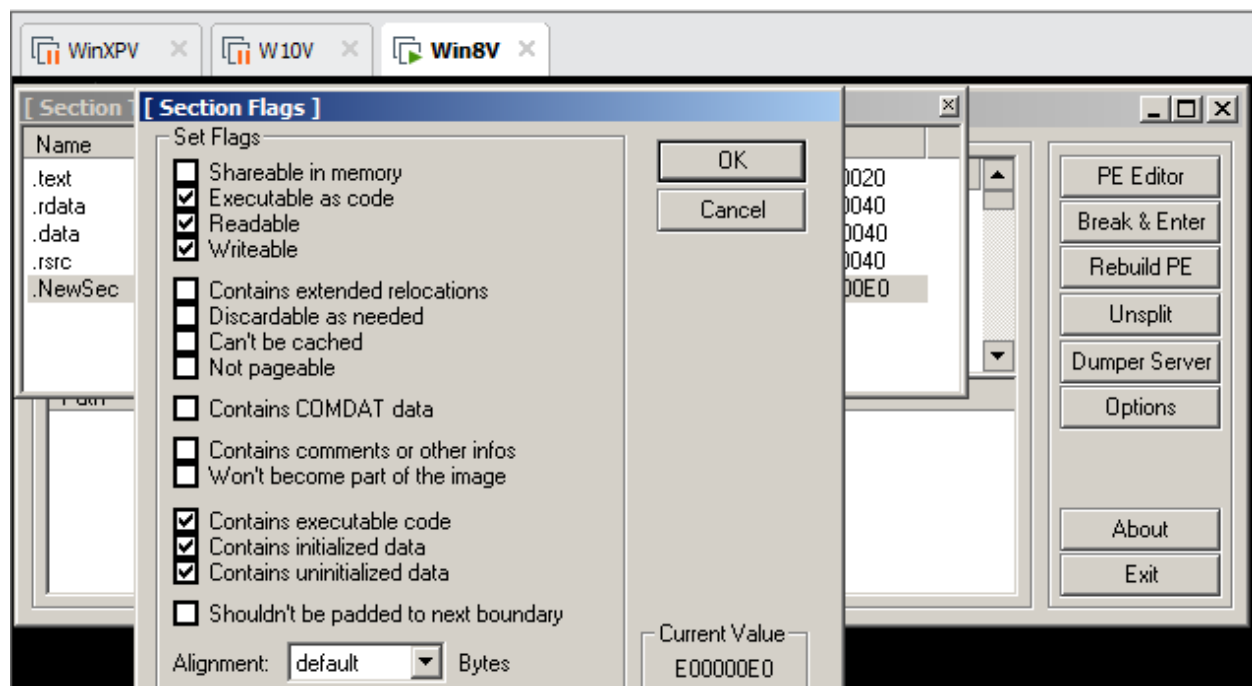 WinXPV
W10V
Win8V
[ Section
[ Section Flags ]
Name
.text
.rdata
.data
.rsrc
.NewSec
0020
0040
0040
0040
00E0
Set Flags
Shareable in memory
Executable as code
Readable
Writeable
Contains extended relocations
Discardable as needed
Can't be cached
Not pageable
Contains COMDAT data
Contains comments or other infos
Won't become part of the image
Contains executable code
Contains initialized data
Contains uninitialized data
Shouldn't be padded to next boundary
Alignment: default Bytes
OK
Cancel
Current Value
E00000E0
PE Editor
Break & Enter
Rebuild PE
Unsplit
Dumper Server
Options
About
Exit